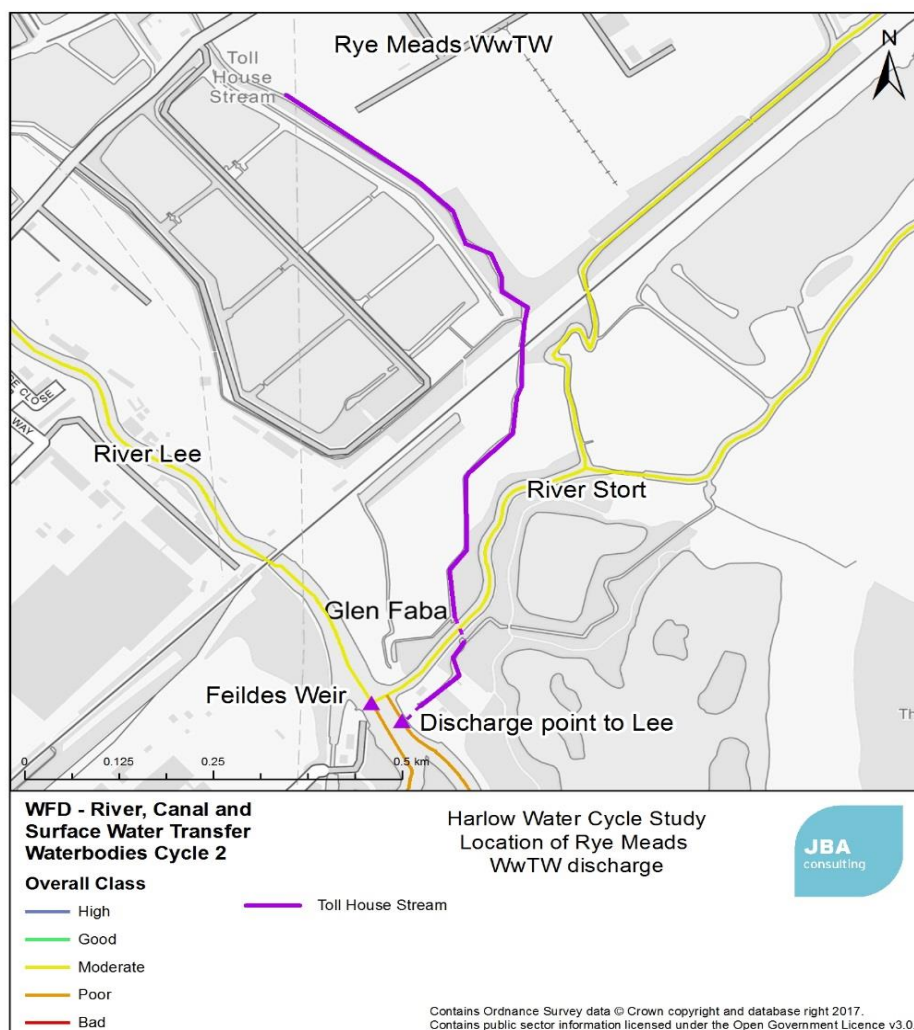 Rye Meads WwTW
N
Toll
House
Stream
E CLOSE
WAY
River Lee
River Stort
Glen Faba
Feildes Weir
Discharge point to Lee
Th
0 0.125 0.25 0.5 km
WFD - River, Canal and
Surface Water Transfer
Waterbodies Cycle 2
Overall Class
High
Good
Moderate
Poor
Bad
Toll House Stream
Harlow Water Cycle Study
Location of Rye Meads
WwTW discharge
JBA
consulting
Contains Ordnance Survey data © Crown copyright and database right 2017.
Contains public sector information licensed under the Open Government Licence v3.0